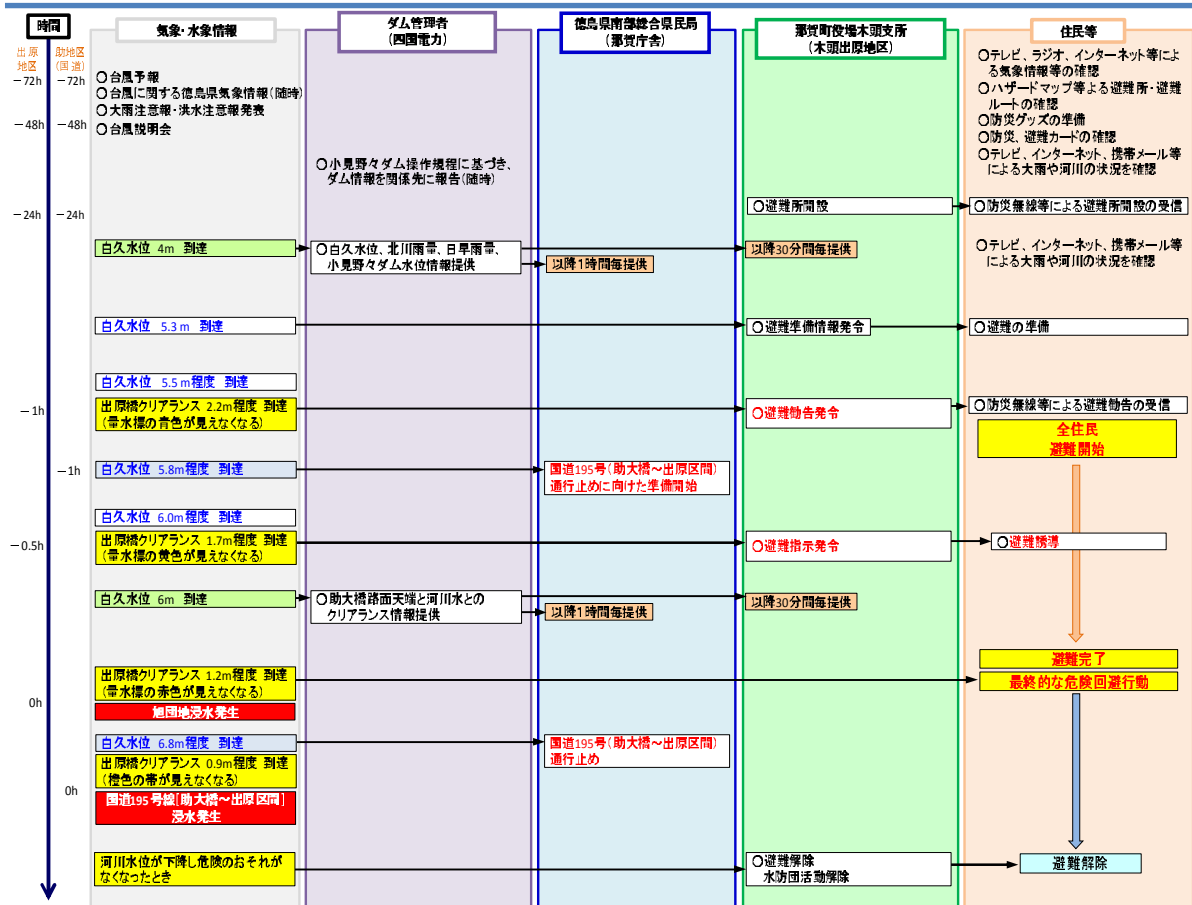 時間
出原
地区
助地区
(国道)
気象・水象情報
ダム管理者
(四国電力)
徳島県南部総合県民局
(那賀庁舎)
那賀町役場木頭支所
(木頭出原地区)
住民等
－72h
－72h
－48h
－48h
－24h
－24h
－1h
－1h
－0.5h
0h
0h
○台風予報
○台風に関する徳島県気象情報(随時)
○大雨注意報・洪水注意報発表
○台風説明会
○小見野々ダム操作規程に基づき、
ダム情報を関係先に報告(随時)
○テレビ、ラジオ、インターネット等によ
る気象情報等の確認
○ハザードマップ等よる避難所・避難
ルートの確認
○防災グッズの準備
○防災、避難カードの確認
○テレビ、インターネット、携帯メール等
による大雨や河川の状況を確認
○避難所開設
○防災無線等による避難所開設の受信
白久水位 4m 到達
○白久水位、北川雨量、日早雨量、
小見野々ダム水位情報提供
以降1時間毎提供
以降30分間毎提供
○テレビ、インターネット、携帯メール等
による大雨や河川の状況を確認
白久水位 5.3 m 到達
○避難準備情報発令
○避難の準備
白久水位 5.5 m程度 到達
出原橋クリアランス 2.2m程度 到達
(量水標の青色が見えなくなる)
○避難勧告発令
○防災無線等による避難勧告の受信
全住民
避難開始
白久水位 5.8m程度 到達
国道195号(助大橋～出原区間)
通行止めに向けた準備開始
白久水位 6.0m程度 到達
出原橋クリアランス 1.7m程度 到達
(量水標の黄色が見えなくなる)
○避難指示発令
○避難誘導
白久水位 6m 到達
○助大橋路面天端と河川水との
クリアランス情報提供
以降1時間毎提供
以降30分間毎提供
避難完了
出原橋クリアランス 1.2m程度 到達
(量水標の赤色が見えなくなる)
最終的な危険回避行動
旭団地浸水発生
白久水位 6.8m程度 到達
国道195号(助大橋～出原区間)
通行止め
出原橋クリアランス 0.9m程度 到達
(橙色の帯が見えなくなる)
国道195号線[助大橋～出原区間]
浸水発生
河川水位が下降し危険のおそれが
なくなったとき
○避難解除
水防団活動解除
避難解除